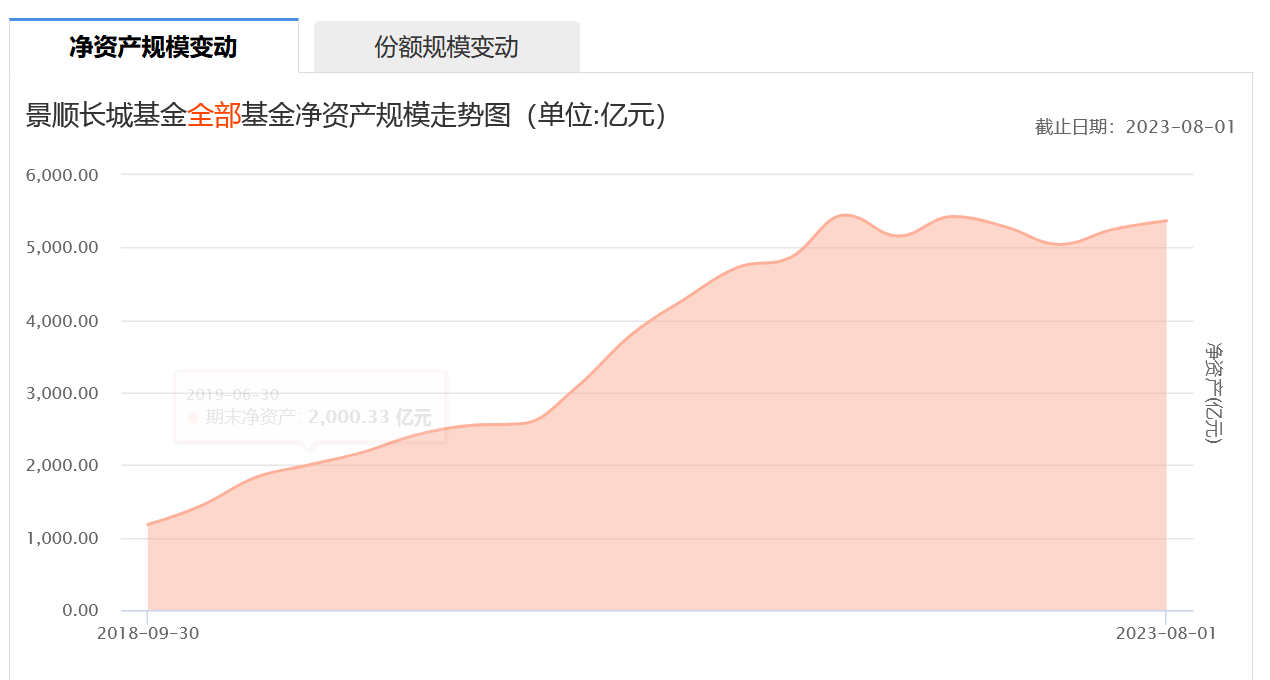 净资产规模变动
份额规模变动
景顺长城基金全部基金净资产规模走势图（单位:亿元）
截止日期：2023-08-01
6,000.00
5,000.00
4,000.00
3,000.00
2,000.00
1,000.00
0.00
2019-06-30
期末净资产: 2,000.33 亿元
净资产(亿元)
2018-09-30
2023-08-01